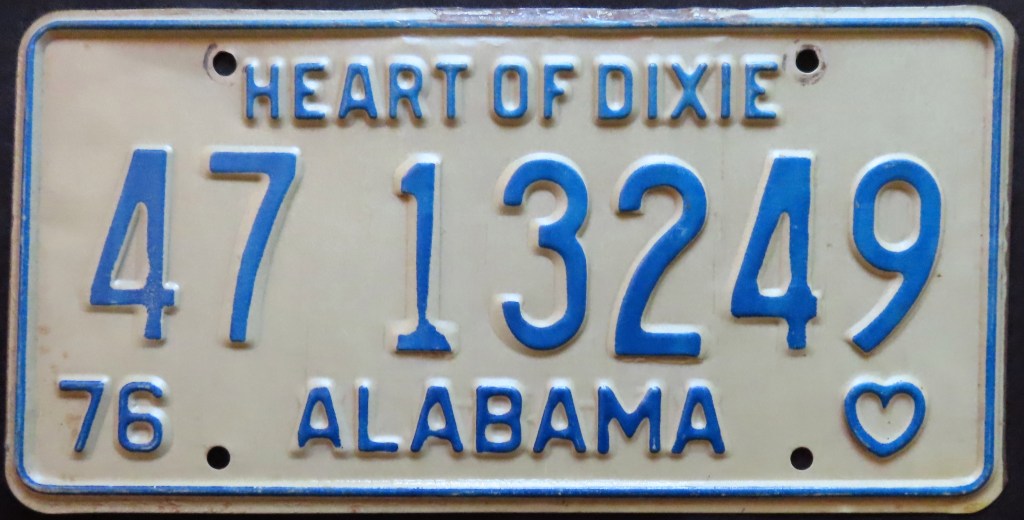 HEART OF DIXIE
47 13249
76 ALABAMA